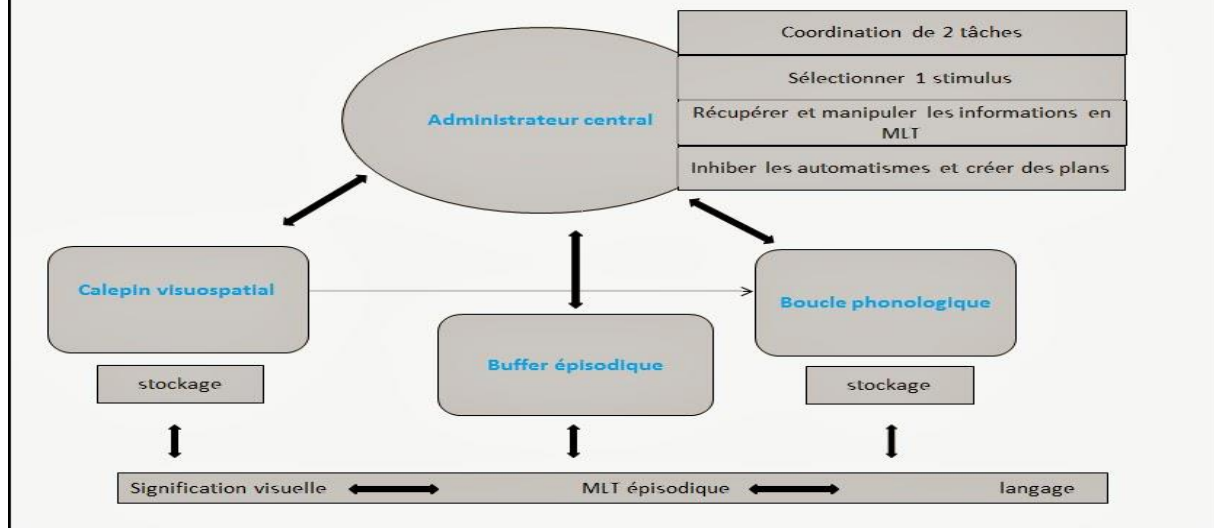 Coordination de 2 tâches
Sélectionner 1 stimulus
Récupérer et manipuler les informations en
MLT
Inhiber les automatismes et créer des plans
Administrateur central
Calepin visuospatial
Boucle phonologique
Buffer épisodique
stockage
stockage
Signification visuelle MLT épisodique langage